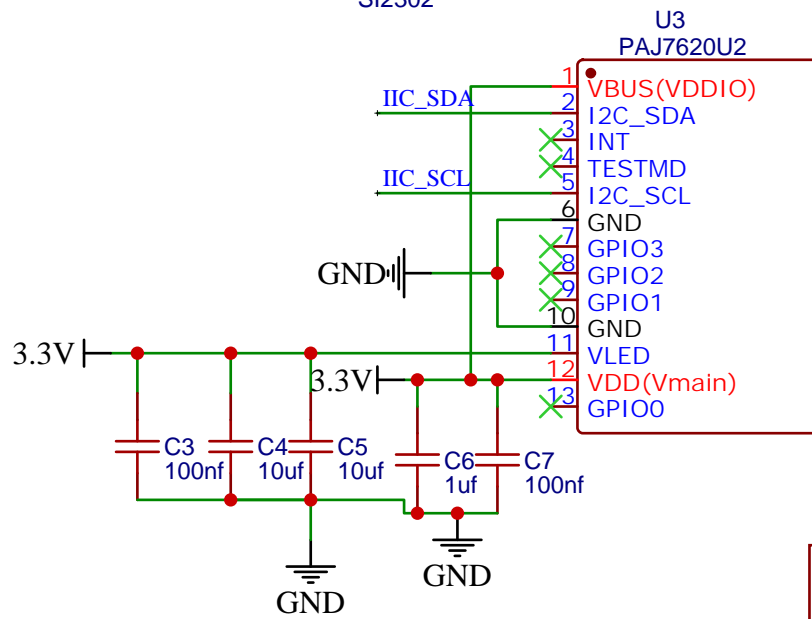 U3
PAJ7620U2
1
VBUS(VDDIO)
IIC_SDA
2
I2C_SDA
3
INT
4
TESTMD
IIC_SCL
5
I2C_SCL
6
GND
7
GPIO3
GND
8
GPIO2
9
GPIO1
10
GND
3.3V
11
VLED
3.3V
12
VDD(Vmain)
13
GPIO0
C3
100nf
C4
10uf
C5
10uf
C6
1uf
C7
100nf
GND
GND